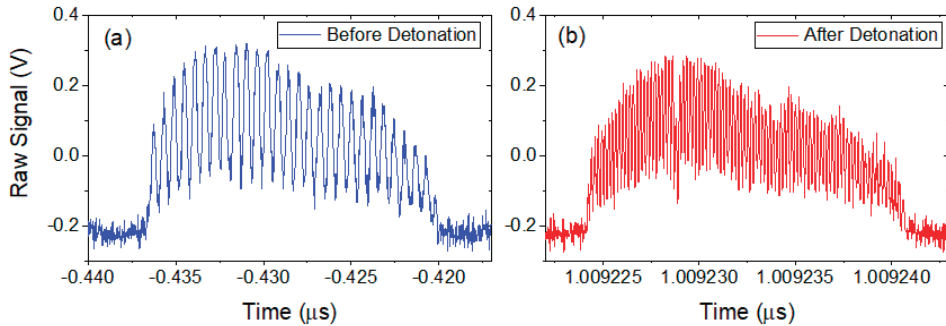 (a)
Before Detonation
Raw Signal (V)
0.4
0.2
0.0
-0.2
-0.440
-0.435
-0.430
-0.425
-0.420
Time (μs)
(b)
After Detonation
0.4
0.2
0.0
-0.2
1.009225
1.009230
1.009235
1.009240
Time (μs)